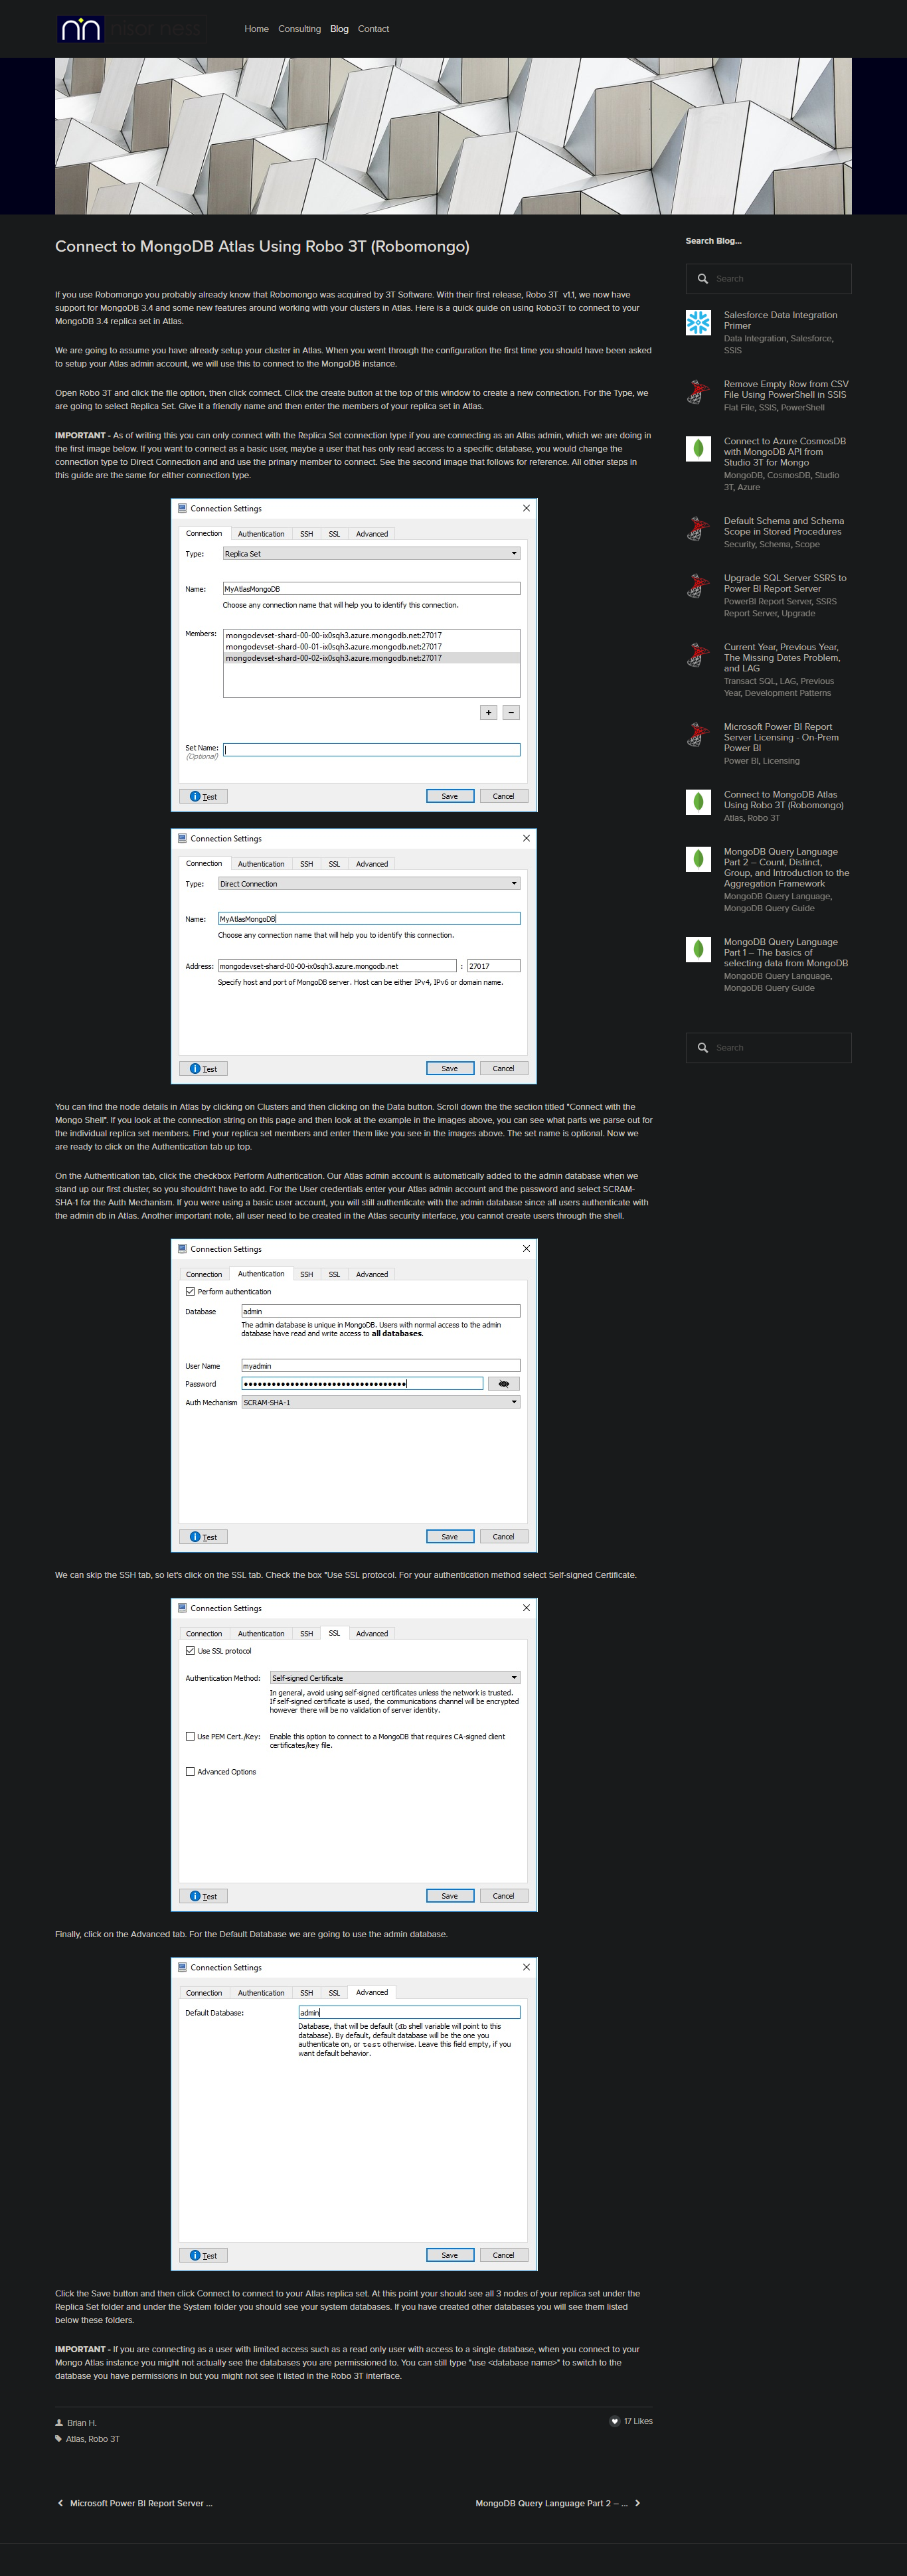 Home Consulting Blog Contact
Connect to MongoDB Atlas Using Robo 3T (Robomongo)
If you use Robomongo you probably already know that Robomongo was acquired by 3T Software. With their first release, Robo 3T v1.1, we now have
support for MongoDB 3.4 and some new features around working with your clusters in Atlas. Here is a quick guide on using Robo3T to connect to your
MongoDB 3.4 replica set in Atlas.
We are going to assume you have already setup your cluster in Atlas. When you went through the configuration the first time you should have been asked
to setup your Atlas admin account, we will use this to connect to the MongoDB instance.
Open Robo 3T and click the file option, then click connect. Click the create button at the top of this window to create a new connection. For the Type, we
are going to select Replica Set. Give it a friendly name and then enter the members of your replica set in Atlas.
IMPORTANT - As of writing this you can only connect with the Replica Set connection type if you are connecting as an Atlas admin, which we are doing in
the first image below. If you want to connect as a basic user, maybe a user that has only read access to a specific database, you would change the
connection type to Direct Connection and and use the primary member to connect. See the second image that follows for reference. All other steps in
this guide are the same for either connection type.
Connection Settings
Connection Authentication SSH SSL Advanced
Type: Replica Set
Name: MyAtlasMongoDB
Choose any connection name that will help you to identify this connection.
Members: mongodevset-shard-00-00-ix0sqh3.azure.mongodb.net:27017
mongodevset-shard-00-01-ix0sqh3.azure.mongodb.net:27017
mongodevset-shard-00-02-ix0sqh3.azure.mongodb.net:27017
+ −
Set Name:
(Optional)
Test Save Cancel
Connection Settings
Connection Authentication SSH SSL Advanced
Type: Direct Connection
Name: MyAtlasMongoDB
Choose any connection name that will help you to identify this connection.
Address: mongodevset-shard-00-00-ix0sqh3.azure.mongodb.net : 27017
Specify host and port of MongoDB server. Host can be either IPv4, IPv6 or domain name.
Test Save Cancel
You can find the node details in Atlas by clicking on Clusters and then clicking on the Data button. Scroll down the the section titled "Connect with the
Mongo Shell". If you look at the connection string on this page and then look at the example in the images above, you can see what parts we parse out for
the individual replica set members. Find your replica set members and enter them like you see in the images above. The set name is optional. Now we
are ready to click on the Authentication tab up top.
On the Authentication tab, click the checkbox Perform Authentication. Our Atlas admin account is automatically added to the admin database when we
stand up our first cluster, so you shouldn't have to add. For the User credentials enter your Atlas admin account and the password and select SCRAM-
SHA-1 for the Auth Mechanism. If you were using a basic user account, you will still authenticate with the admin database since all users authenticate with
the admin db in Atlas. Another important note, all user need to be created in the Atlas security interface, you cannot create users through the shell.
Connection Settings
Connection Authentication SSH SSL Advanced
Perform authentication
Database admin
The admin database is unique in MongoDB. Users with normal access to the admin
database have read and write access to all databases.
User Name myadmin
Password
Auth Mechanism SCRAM-SHA-1
Test Save Cancel
We can skip the SSH tab, so let's click on the SSL tab. Check the box "Use SSL protocol. For your authentication method select Self-signed Certificate.
Connection Settings
Connection Authentication SSH SSL Advanced
Use SSL protocol
Authentication Method: Self-signed Certificate
In general, avoid using self-signed certificates unless the network is trusted.
If self-signed certificate is used, the communications channel will be encrypted
however there will be no validation of server identity.
Use PEM Cert./Key: Enable this option to connect to a MongoDB that requires CA-signed client
certificates/key file.
Advanced Options
Test Save Cancel
Finally, click on the Advanced tab. For the Default Database we are going to use the admin database.
Connection Settings
Connection Authentication SSH SSL Advanced
Default Database: admin
Database, that will be default (db shell variable will point to this
database). By default, default database will be the one you
authenticate on, or test otherwise. Leave this field empty, if you
want default behavior.
Test Save Cancel
Click the Save button and then click Connect to connect to your Atlas replica set. At this point your should see all 3 nodes of your replica set under the
Replica Set folder and under the System folder you should see your system databases. If you have created other databases you will see them listed
below these folders.
IMPORTANT - If you are connecting as a user with limited access such as a read only user with access to a single database, when you connect to your
Mongo Atlas instance you might not actually see the databases you are permissioned to. You can still type "use <database name>" to switch to the
database you have permissions in but you might not see it listed in the Robo 3T interface.
Brian H.
17 Likes
Atlas, Robo 3T
Microsoft Power BI Report Server ...
MongoDB Query Language Part 2 – ...
Search Blog...
Search
Salesforce Data Integration
Primer
Data Integration, Salesforce,
SSIS
Remove Empty Row from CSV
File Using PowerShell in SSIS
Flat File, SSIS, PowerShell
Connect to Azure CosmosDB
with MongoDB API from
Studio 3T for Mongo
MongoDB, CosmosDB, Studio
3T, Azure
Default Schema and Schema
Scope in Stored Procedures
Security, Schema, Scope
Upgrade SQL Server SSRS to
Power BI Report Server
PowerBI Report Server, SSRS
Report Server, Upgrade
Current Year, Previous Year,
The Missing Dates Problem,
and LAG
Transact SQL, LAG, Previous
Year, Development Patterns
Microsoft Power BI Report
Server Licensing - On-Prem
Power BI
Power BI, Licensing
Connect to MongoDB Atlas
Using Robo 3T (Robomongo)
Atlas, Robo 3T
MongoDB Query Language
Part 2 – Count, Distinct,
Group, and Introduction to the
Aggregation Framework
MongoDB Query Language,
MongoDB Query Guide
MongoDB Query Language
Part 1 – The basics of
selecting data from MongoDB
MongoDB Query Language,
MongoDB Query Guide
Search